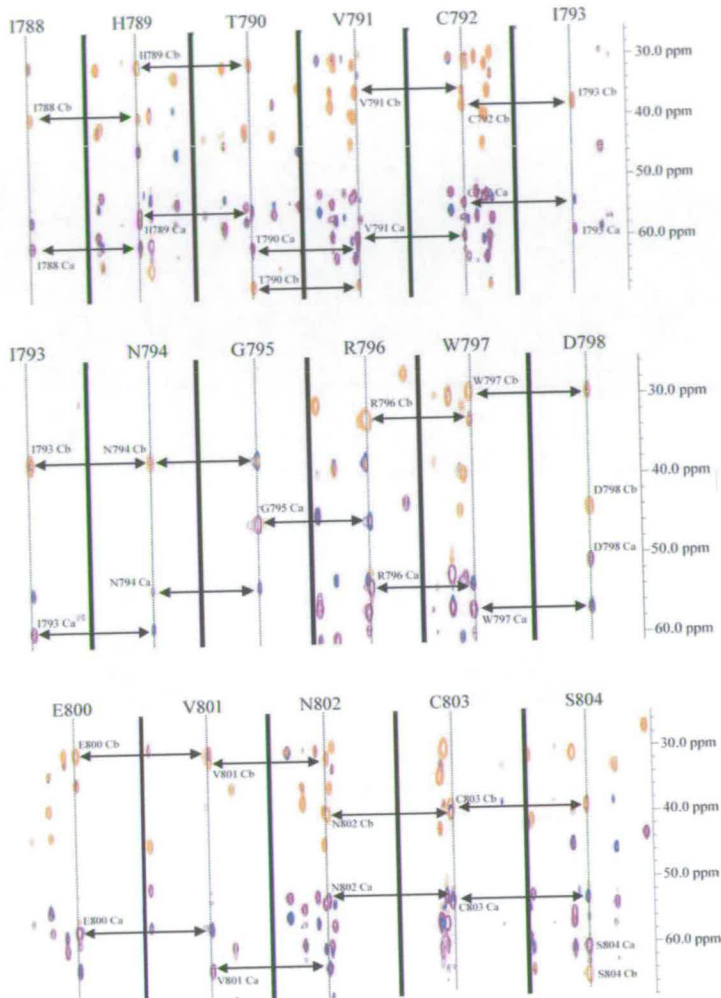 I788 H789 T790 V791 C792 I793
H789 Cb
30.0 ppm
I788 Cb V791 Cb C792 Cb I793 Cb
40.0 ppm
50.0 ppm
I788 Ca H789 Ca T790 Ca V791 Ca Ca I793 Ca
60.0 ppm
T790 Cb
I793 N794 G795 R796 W797 D798
R796 Cb W797 Cb
30.0 ppm
I793 Cb N794 Cb
40.0 ppm
G795 Ca D798 Cb
50.0 ppm
N794 Ca R796 Ca D798 Ca
I793 Ca W797 Ca
60.0 ppm
E800 V801 N802 C803 S804
E800 Cb V801 Cb
30.0 ppm
N802 Cb C803 Cb
40.0 ppm
50.0 ppm
N802 Ca C803 Ca
E800 Ca S804 Ca
60.0 ppm
V801 Ca S804 Cb